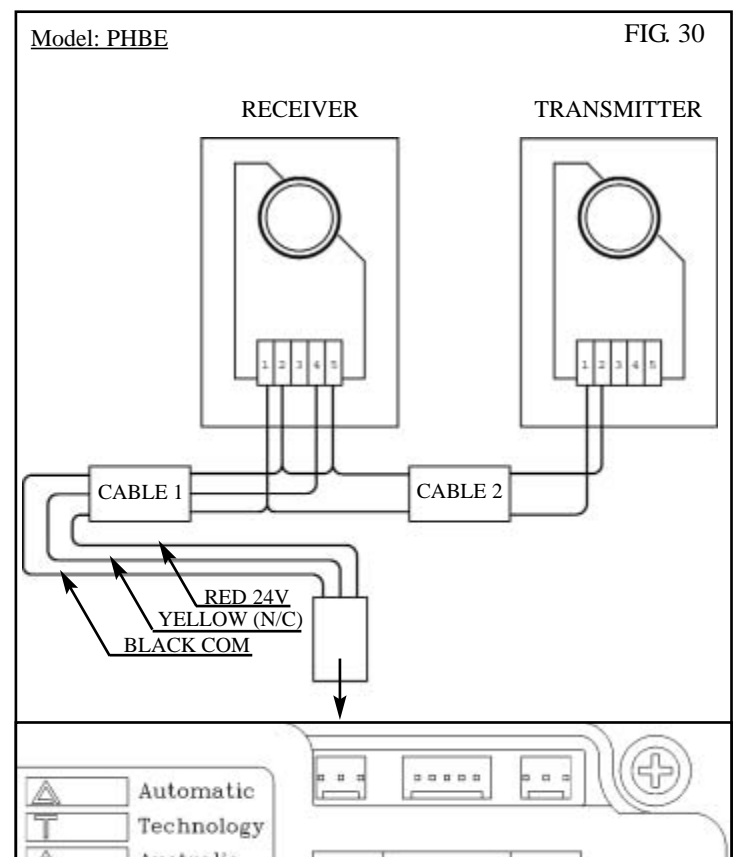 Model: PHBE
FIG. 30
RECEIVER
TRANSMITTER
1 2 3 4 5
1 2 3 4 5
CABLE 1
CABLE 2
RED 24V
YELLOW (N/C)
BLACK COM
Automatic
T Technology